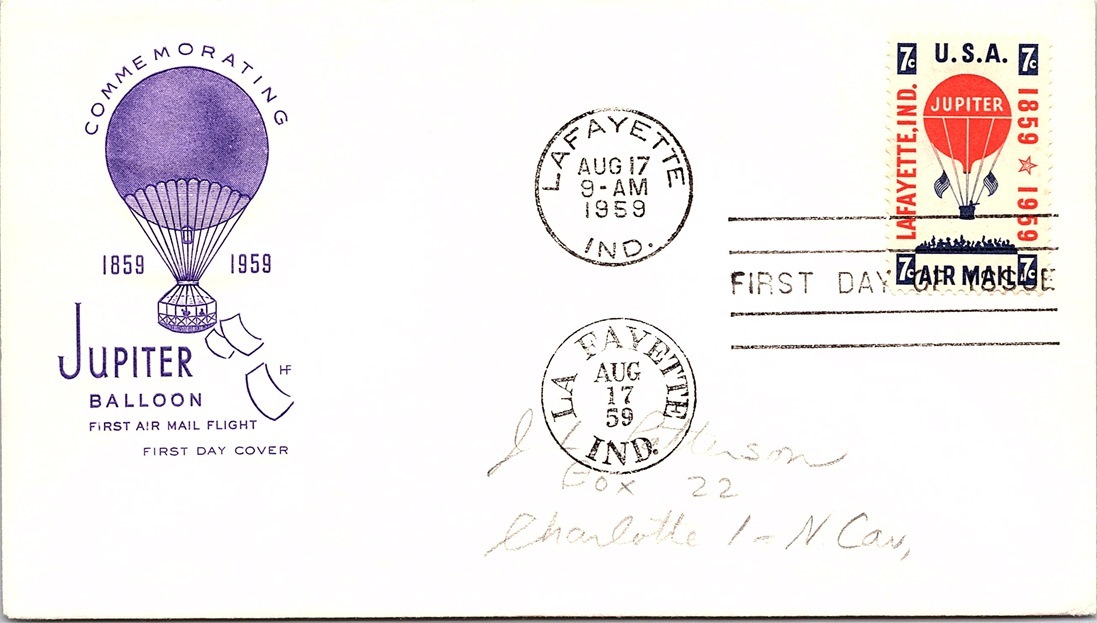 COMMEMORATING
1859 1959
JUPITER
HF
BALLOON
FIRST AIR MAIL FLIGHT
FIRST DAY COVER
LAFAYETTE
AUG 17
9-AM
1959
IND.
7c U.S.A. 7c
JUPITER
LAFAYETTE, IND.
1859 ☆ 1959
7c AIR MAIL 7c
FIRST DAY OF ISSUE
LA FAYETTE
AUG
17
59
IND.
J
Box 22
Charlotte 1 - N. Car,